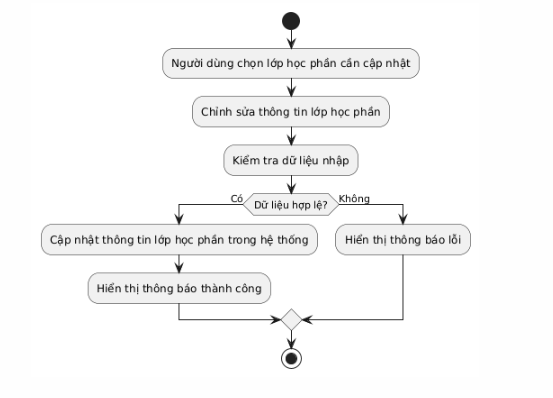 Người dùng chọn lớp học phần cần cập nhật
Chỉnh sửa thông tin lớp học phần
Kiểm tra dữ liệu nhập
Có
Dữ liệu hợp lệ?
Không
Cập nhật thông tin lớp học phần trong hệ thống
Hiển thị thông báo lỗi
Hiển thị thông báo thành công